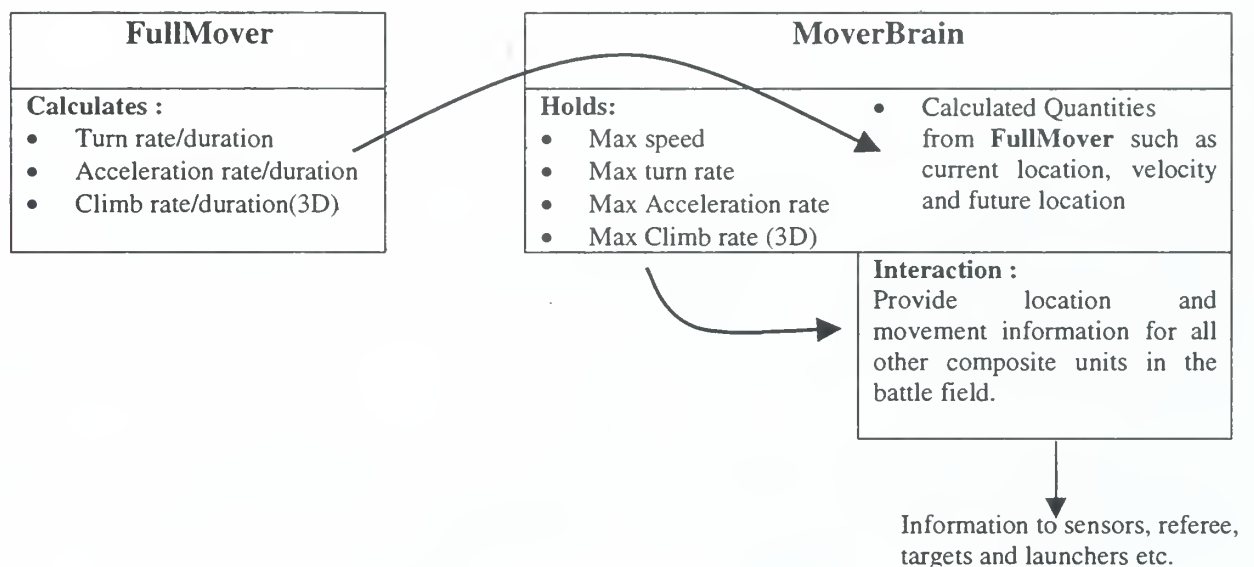 FullMover
Calculates :
• Turn rate/duration
• Acceleration rate/duration
• Climb rate/duration(3D)
MoverBrain
Holds:
• Max speed
• Max turn rate
• Max Acceleration rate
• Max Climb rate (3D)
• Calculated Quantities
from FullMover such as
current location, velocity
and future location
Interaction :
Provide location and
movement information for all
other composite units in the
battle field.
Information to sensors, referee,
targets and launchers etc.